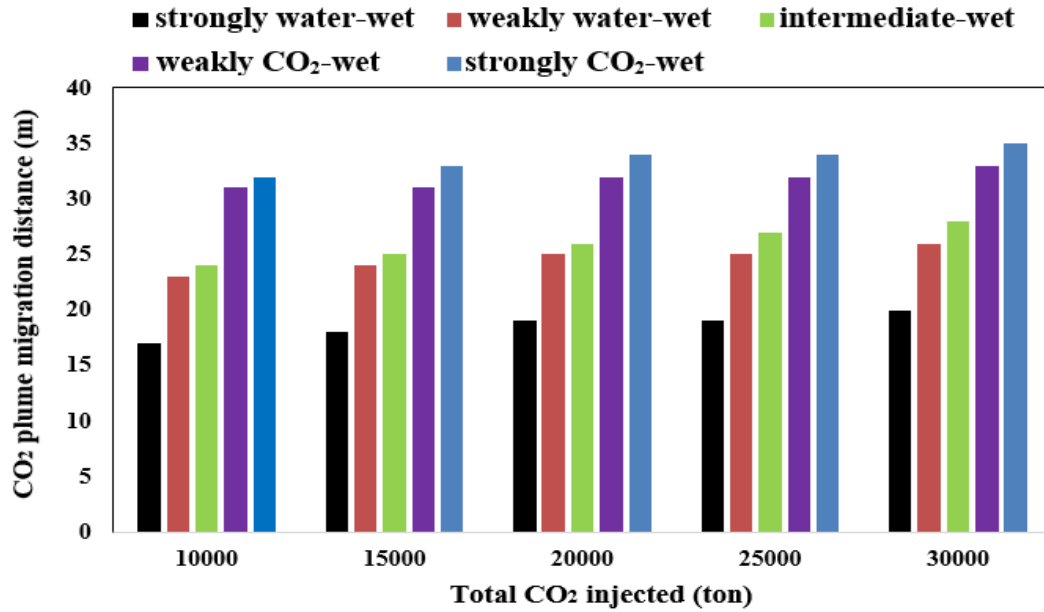 strongly water-wet weakly water-wet intermediate-wet
weakly CO₂-wet strongly CO₂-wet
CO₂ plume migration distance (m)
40
35
30
25
20
15
10
5
0
10000 15000 20000 25000 30000
Total CO₂ injected (ton)